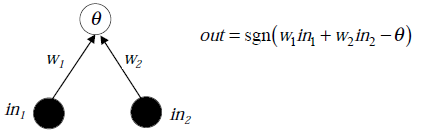 θ
out = sgn(w₁in₁ + w₂in₂ − θ)
w₁ w₂
in₁ in₂